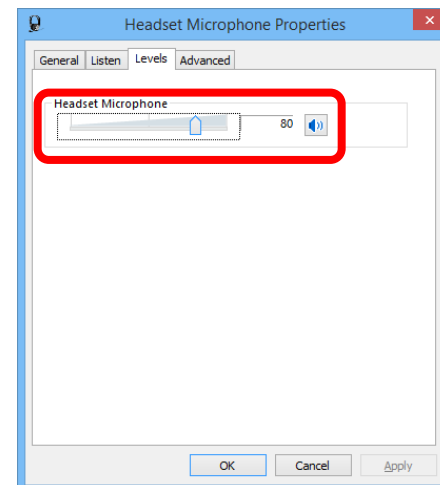 Headset Microphone Properties
General Listen Levels Advanced
Headset Microphone
80
OK Cancel Apply